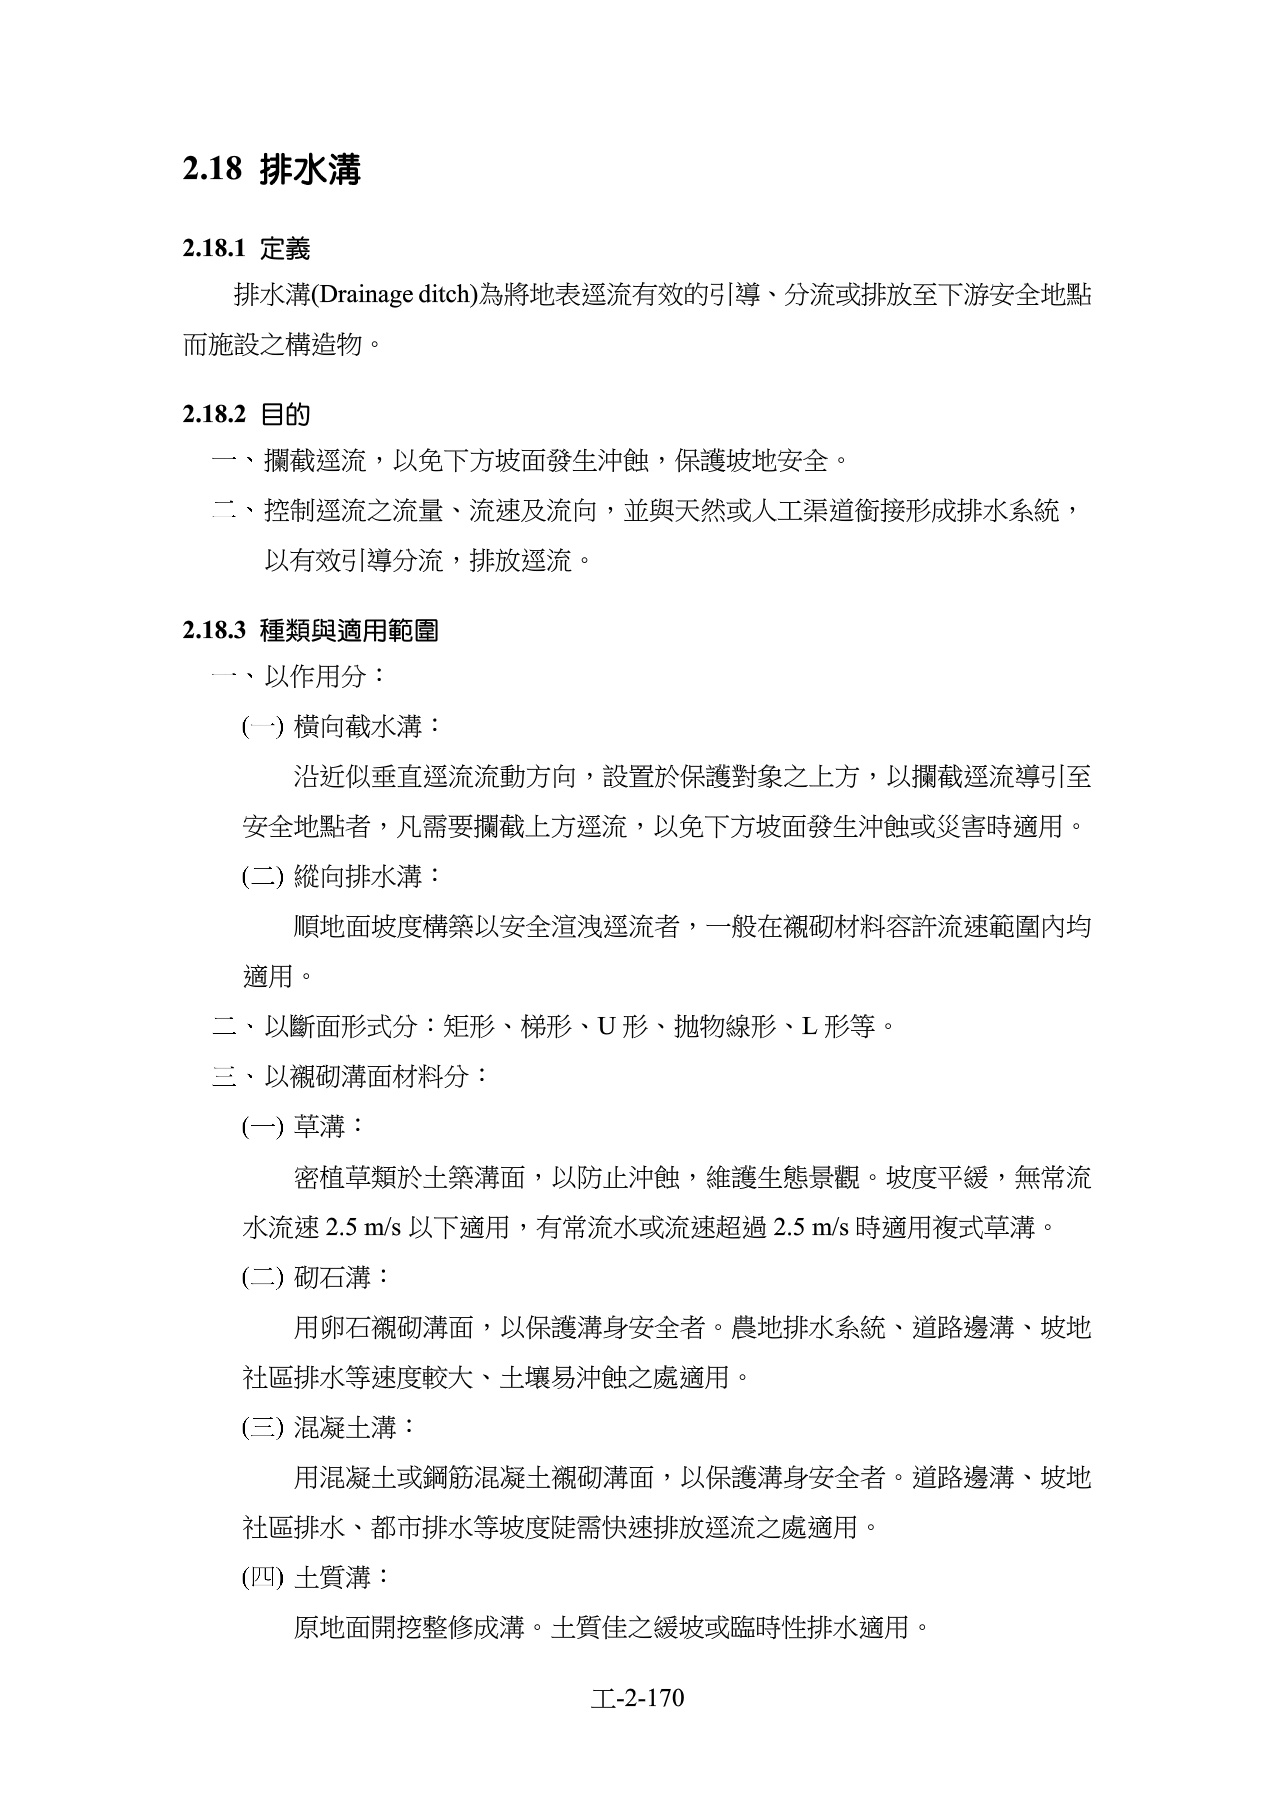 2.18 排水溝
2.18.1 定義
排水溝(Drainage ditch)為將地表逕流有效的引導、分流或排放至下游安全地點
而施設之構造物。
2.18.2 目的
一、攔截逕流，以免下方坡面發生沖蝕，保護坡地安全。
二、控制逕流之流量、流速及流向，並與天然或人工渠道銜接形成排水系統，
以有效引導分流，排放逕流。
2.18.3 種類與適用範圍
一、以作用分：
(一) 橫向截水溝：
沿近似垂直逕流流動方向，設置於保護對象之上方，以攔截逕流導引至
安全地點者，凡需要攔截上方逕流，以免下方坡面發生沖蝕或災害時適用。
(二) 縱向排水溝：
順地面坡度構築以安全渲洩逕流者，一般在襯砌材料容許流速範圍內均
適用。
二、以斷面形式分：矩形、梯形、U 形、拋物線形、L 形等。
三、以襯砌溝面材料分：
(一) 草溝：
密植草類於土築溝面，以防止沖蝕，維護生態景觀。坡度平緩，無常流
水流速 2.5 m/s 以下適用，有常流水或流速超過 2.5 m/s 時適用複式草溝。
(二) 砌石溝：
用卵石襯砌溝面，以保護溝身安全者。農地排水系統、道路邊溝、坡地
社區排水等速度較大、土壤易沖蝕之處適用。
(三) 混凝土溝：
用混凝土或鋼筋混凝土襯砌溝面，以保護溝身安全者。道路邊溝、坡地
社區排水、都市排水等坡度陡需快速排放逕流之處適用。
(四) 土質溝：
原地面開挖整修成溝。土質佳之緩坡或臨時性排水適用。
工-2-170